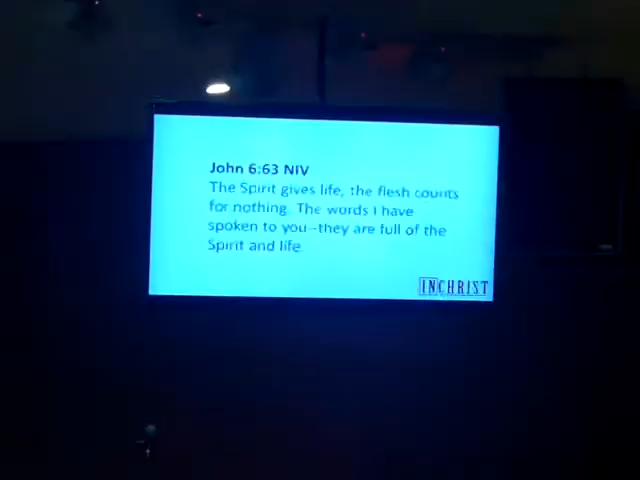 John 6:63 NIV
The Spirit gives life, the flesh counts
for nothing. The words I have
spoken to you--they are full of the
Spirit and life.
INCHRIST